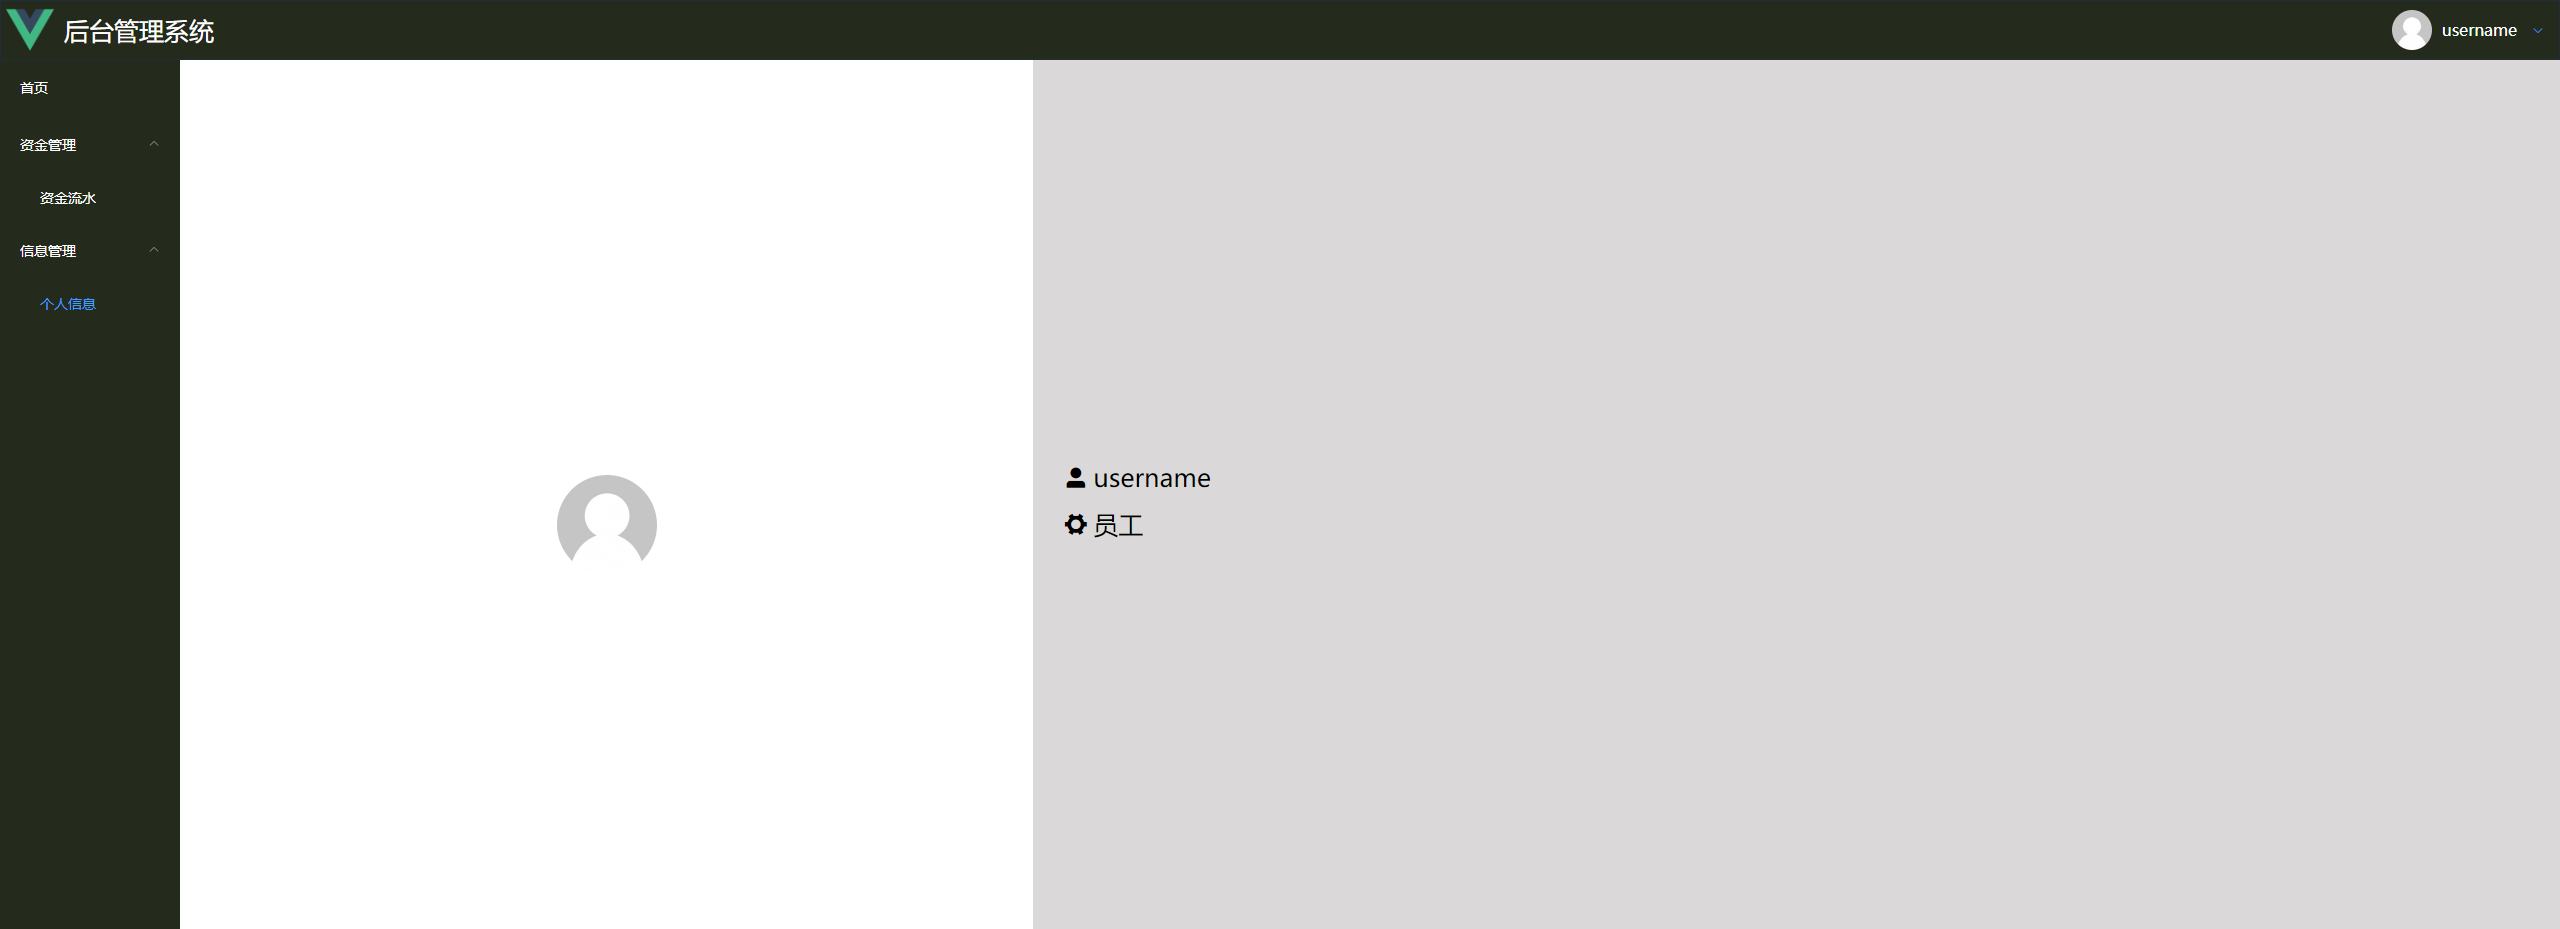 后台管理系统
username
首页
资金管理
资金流水
信息管理
个人信息
username
员工